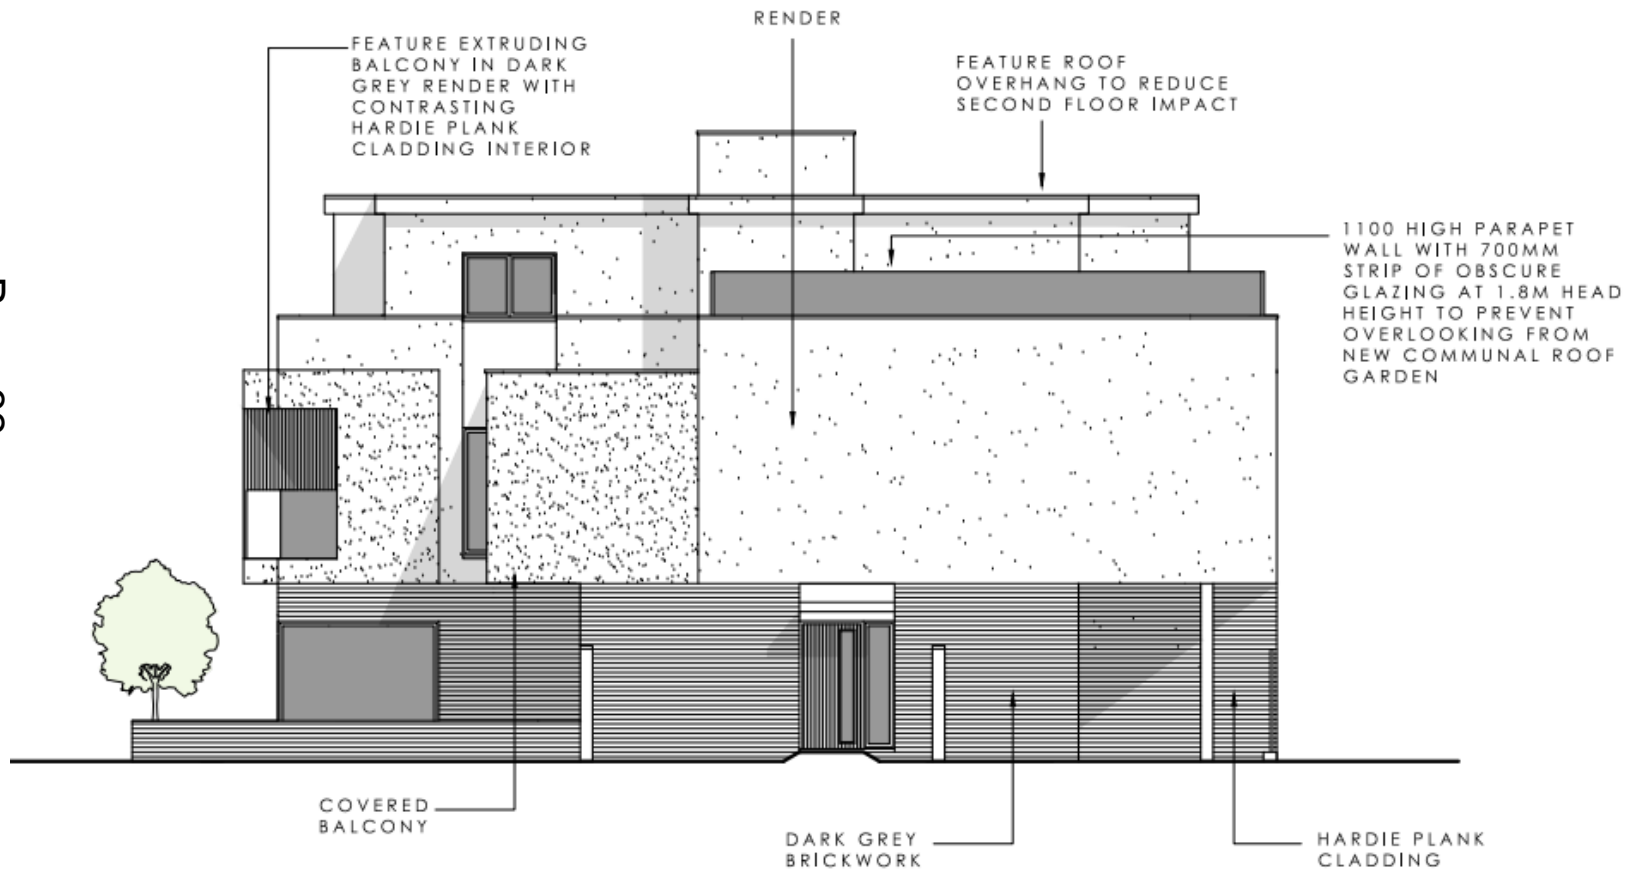 RENDER
FEATURE EXTRUDING
BALCONY IN DARK
GREY RENDER WITH
CONTRASTING
HARDIE PLANK
CLADDING INTERIOR
FEATURE ROOF
OVERHANG TO REDUCE
SECOND FLOOR IMPACT
1100 HIGH PARAPET
WALL WITH 700MM
STRIP OF OBSCURE
GLAZING AT 1.8M HEAD
HEIGHT TO PREVENT
OVERLOOKING FROM
NEW COMMUNAL ROOF
GARDEN
COVERED
BALCONY
DARK GREY
BRICKWORK
HARDIE PLANK
CLADDING